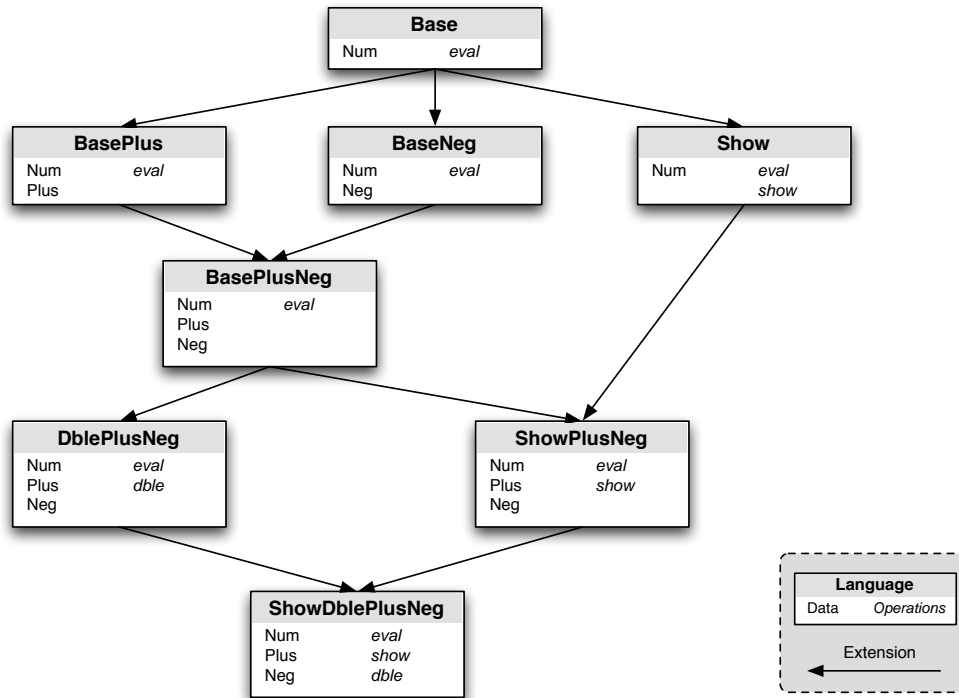 Base
Num eval
BasePlus
Num eval
Plus
BaseNeg
Num eval
Neg
Show
Num eval
show
BasePlusNeg
Num eval
Plus
Neg
DblePlusNeg
Num eval
Plus dble
Neg
ShowPlusNeg
Num eval
Plus show
Neg
ShowDblePlusNeg
Num eval
Plus show
Neg dble
Language
Data Operations
Extension